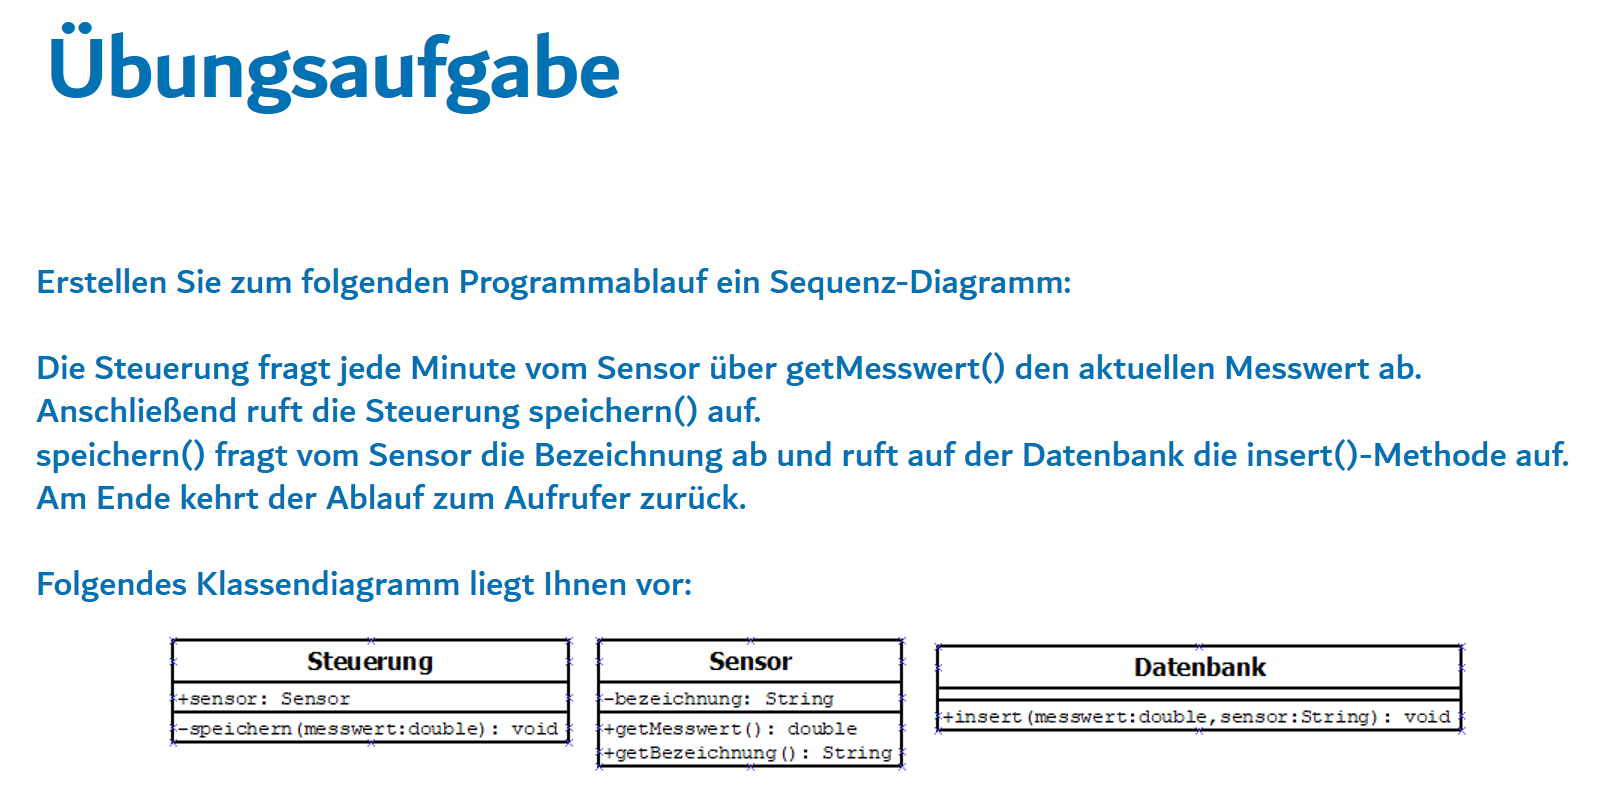 Übungsaufgabe
Erstellen Sie zum folgenden Programmablauf ein Sequenz-Diagramm:
Die Steuerung fragt jede Minute vom Sensor über getMesswert() den aktuellen Messwert ab.
Anschließend ruft die Steuerung speichern() auf.
speichern() fragt vom Sensor die Bezeichnung ab und ruft auf der Datenbank die insert()-Methode auf.
Am Ende kehrt der Ablauf zum Aufrufer zurück.
Folgendes Klassendiagramm liegt Ihnen vor:
Steuerung
+sensor: Sensor
-speichern(messwert:double): void
Sensor
-bezeichnung: String
+getMesswert(): double
+getBezeichnung(): String
Datenbank
+insert(messwert:double,sensor:String): void